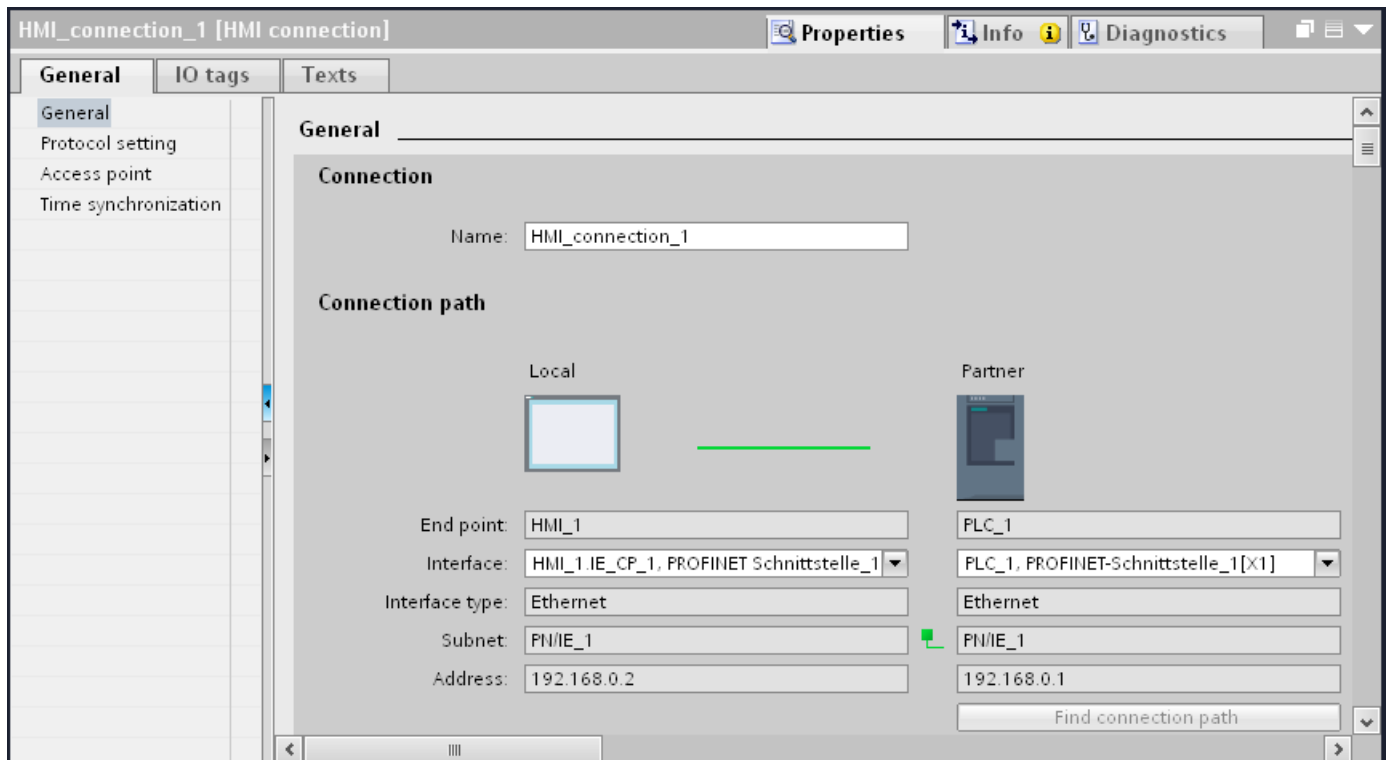 HMI_connection_1 [HMI connection]
Properties
Info
Diagnostics
General
IO tags
Texts
General
Protocol setting
Access point
Time synchronization
General
Connection
Name:
HMI_connection_1
Connection path
Local
Partner
End point:
HMI_1
PLC_1
Interface:
HMI_1.IE_CP_1, PROFINET Schnittstelle_1
PLC_1, PROFINET-Schnittstelle_1[X1]
Interface type:
Ethernet
Ethernet
Subnet:
PN/IE_1
PN/IE_1
Address:
192.168.0.2
192.168.0.1
Find connection path